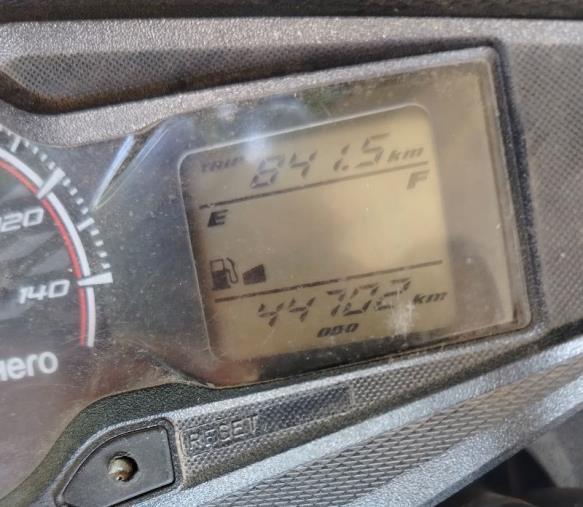 TRIP 841.5 km
E F
120
140
44702 km
ODO
Hero
RESET